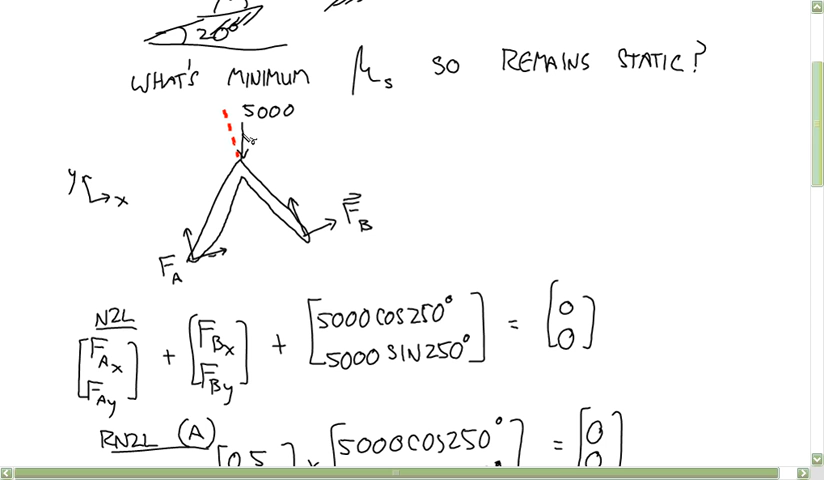 20°
WHAT'S MINIMUM μs SO REMAINS STATIC?
5000
y
x
F⃗B
FA
N2L
[FAx FAy] + [FBx FBy] + [5000 cos 250° 5000 SIN 250°] = [0 0]
RN2L (A)
[0.5 ] × [5000 cos 250° ] = [0 0]